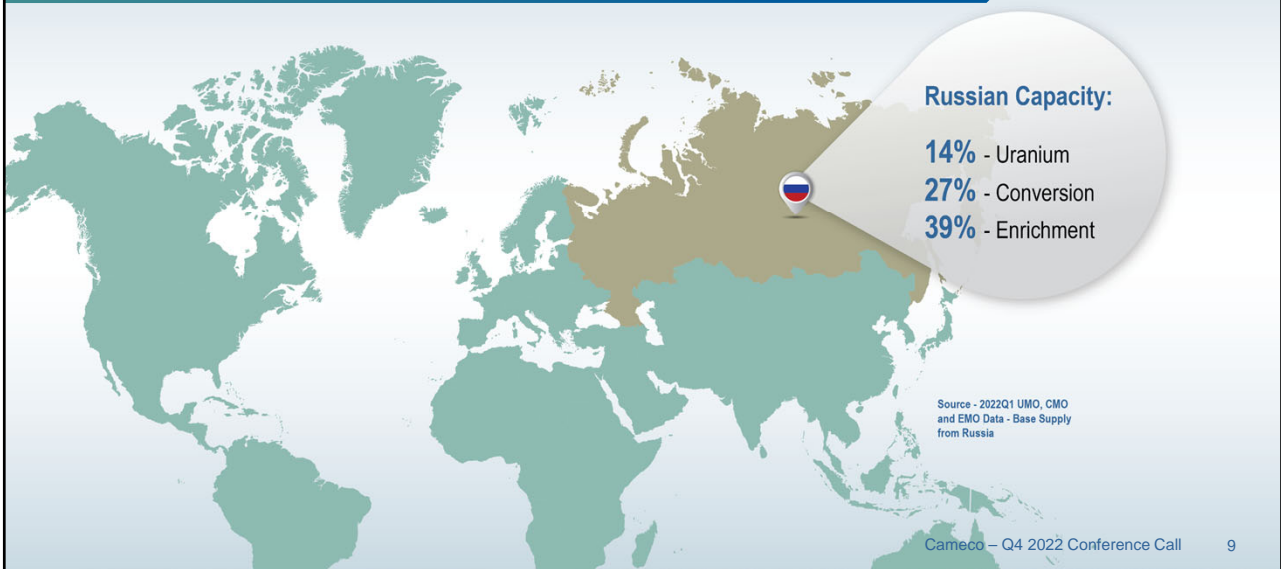 Russian Capacity:
14% - Uranium
27% - Conversion
39% - Enrichment
Source - 2022Q1 UMO, CMO
and EMO Data - Base Supply
from Russia
Cameco – Q4 2022 Conference Call 9